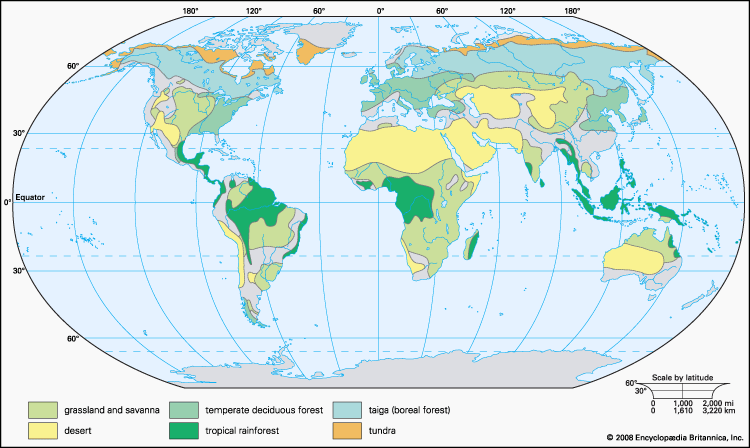 180° 120° 60° 0° 60° 120° 180°
60°
30°
Equator
0°
30°
60°
grassland and savanna
temperate deciduous forest
taiga (boreal forest)
desert
tropical rainforest
tundra
Scale by latitude
60°
30°
0 1,000 2,000 mi
0 1,610 3,220 km
© 2008 Encyclopædia Britannica, Inc.